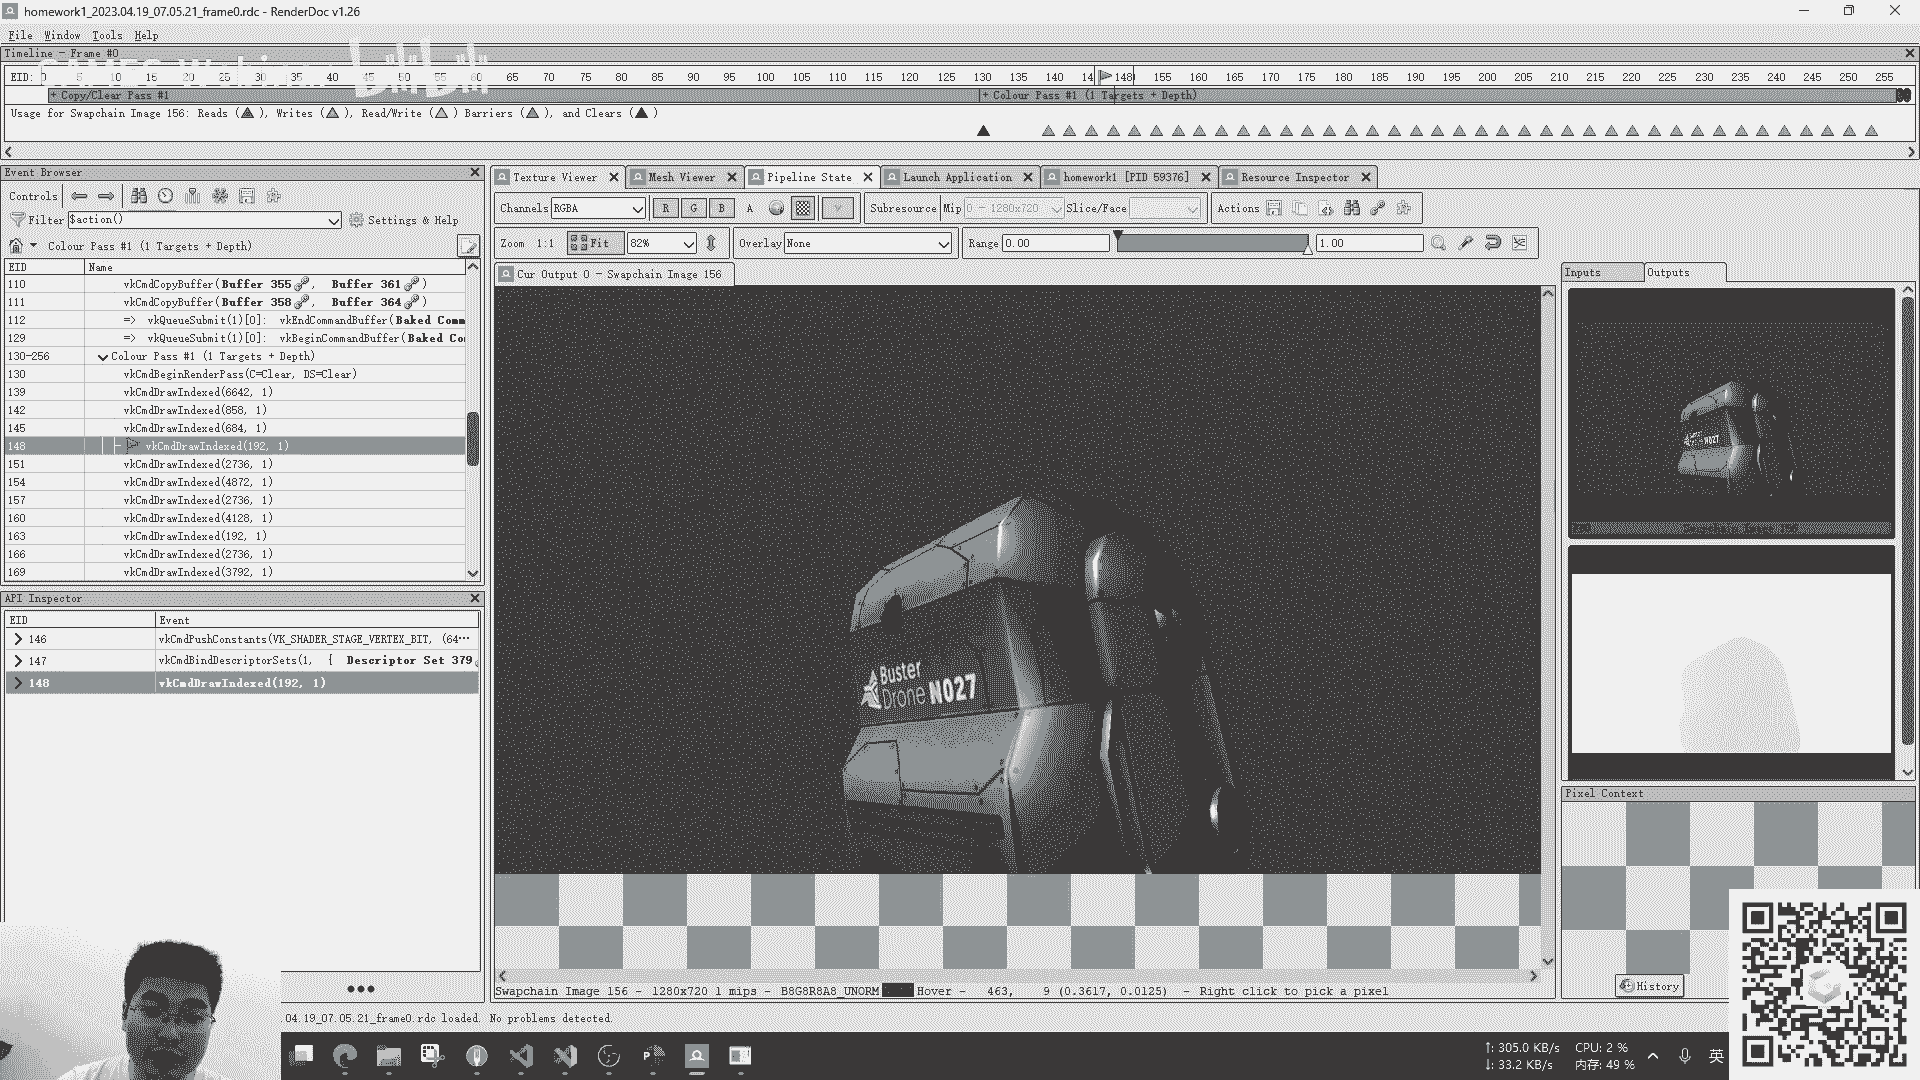 homework1_2023.04.19_07.05.21_frame0.rdc - RenderDoc v1.26
File Window Tools Help
Timeline - Frame #0
GAMES Webinar bilibili
EID: 0 5 10 15 20 25 30 35 40 45 50 55 60 65 70 75 80 85 90 95 100 105 110 115 120 125 130 135 140 14 148 155 160 165 170 175 180 185 190 195 200 205 210 215 220 225 230 235 240 245 250 255
+ Copy/Clear Pass #1
+ Colour Pass #1 (1 Targets + Depth)
Usage for Swapchain Image 156: Reads ( ), Writes ( ), Read/Write ( ) Barriers ( ), and Clears ( )
Event Browser
Controls
Filter $action() Settings & Help
Colour Pass #1 (1 Targets + Depth)
EID Name
110 vkCmdCopyBuffer(Buffer 355, Buffer 361)
111 vkCmdCopyBuffer(Buffer 358, Buffer 364)
112 => vkQueueSubmit(1)[0]: vkEndCommandBuffer(Baked Comm
129 => vkQueueSubmit(1)[0]: vkBeginCommandBuffer(Baked Co
130-256 Colour Pass #1 (1 Targets + Depth)
130 vkCmdBeginRenderPass(C=Clear, DS=Clear)
139 vkCmdDrawIndexed(6642, 1)
142 vkCmdDrawIndexed(858, 1)
145 vkCmdDrawIndexed(684, 1)
148 vkCmdDrawIndexed(192, 1)
151 vkCmdDrawIndexed(2736, 1)
154 vkCmdDrawIndexed(4872, 1)
157 vkCmdDrawIndexed(2736, 1)
160 vkCmdDrawIndexed(4128, 1)
163 vkCmdDrawIndexed(192, 1)
166 vkCmdDrawIndexed(2736, 1)
169 vkCmdDrawIndexed(3792, 1)
API Inspector
EID Event
146 vkCmdPushConstants(VK_SHADER_STAGE_VERTEX_BIT, (64...
147 vkCmdBindDescriptorSets(1, { Descriptor Set 379
148 vkCmdDrawIndexed(192, 1)
Texture Viewer Mesh Viewer Pipeline State Launch Application homework1 [PID 59376] Resource Inspector
Channels RGBA R G B A Subresource Mip 0 - 1280x720 Slice/Face Actions
Zoom 1:1 Fit 82% Overlay None Range 0.00 1.00
Cur Output 0 - Swapchain Image 156
Buster
Drone N027
Inputs Outputs
Pixel Context
History
Swapchain Image 156 - 1280x720 1 mips - B8G8R8A8_UNORM Hover - 463, 9 (0.3617, 0.0125) - Right click to pick a pixel
04.19_07.05.21_frame0.rdc loaded. No problems detected.
↑: 305.0 KB/s CPU: 2 %
↓: 33.2 KB/s 内存: 49 %
英